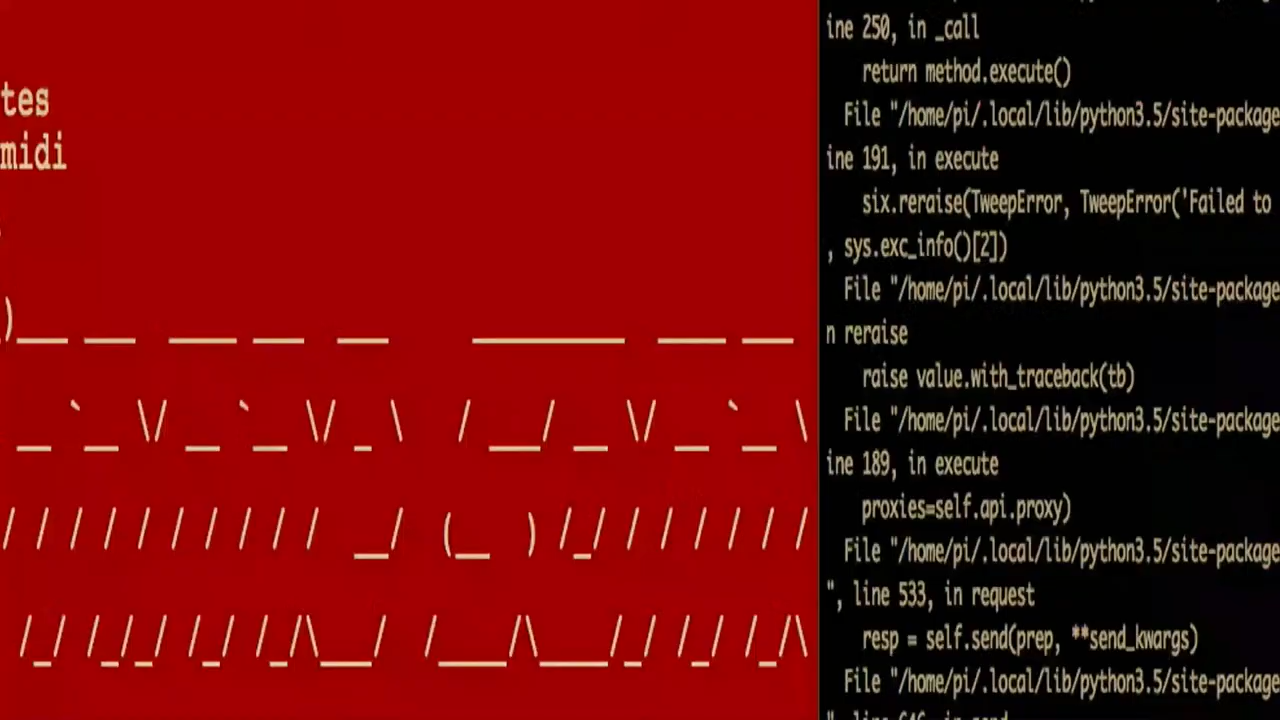 tes
midi
ine 250, in _call
return method.execute()
File "/home/pi/.local/lib/python3.5/site-package
ine 191, in execute
six.reraise(TweepError, TweepError('Failed to
, sys.exc_info()[2])
File "/home/pi/.local/lib/python3.5/site-package
n reraise
raise value.with_traceback(tb)
File "/home/pi/.local/lib/python3.5/site-package
ine 189, in execute
proxies=self.api.proxy)
File "/home/pi/.local/lib/python3.5/site-package
", line 533, in request
resp = self.send(prep, **send_kwargs)
File "/home/pi/.local/lib/python3.5/site-package